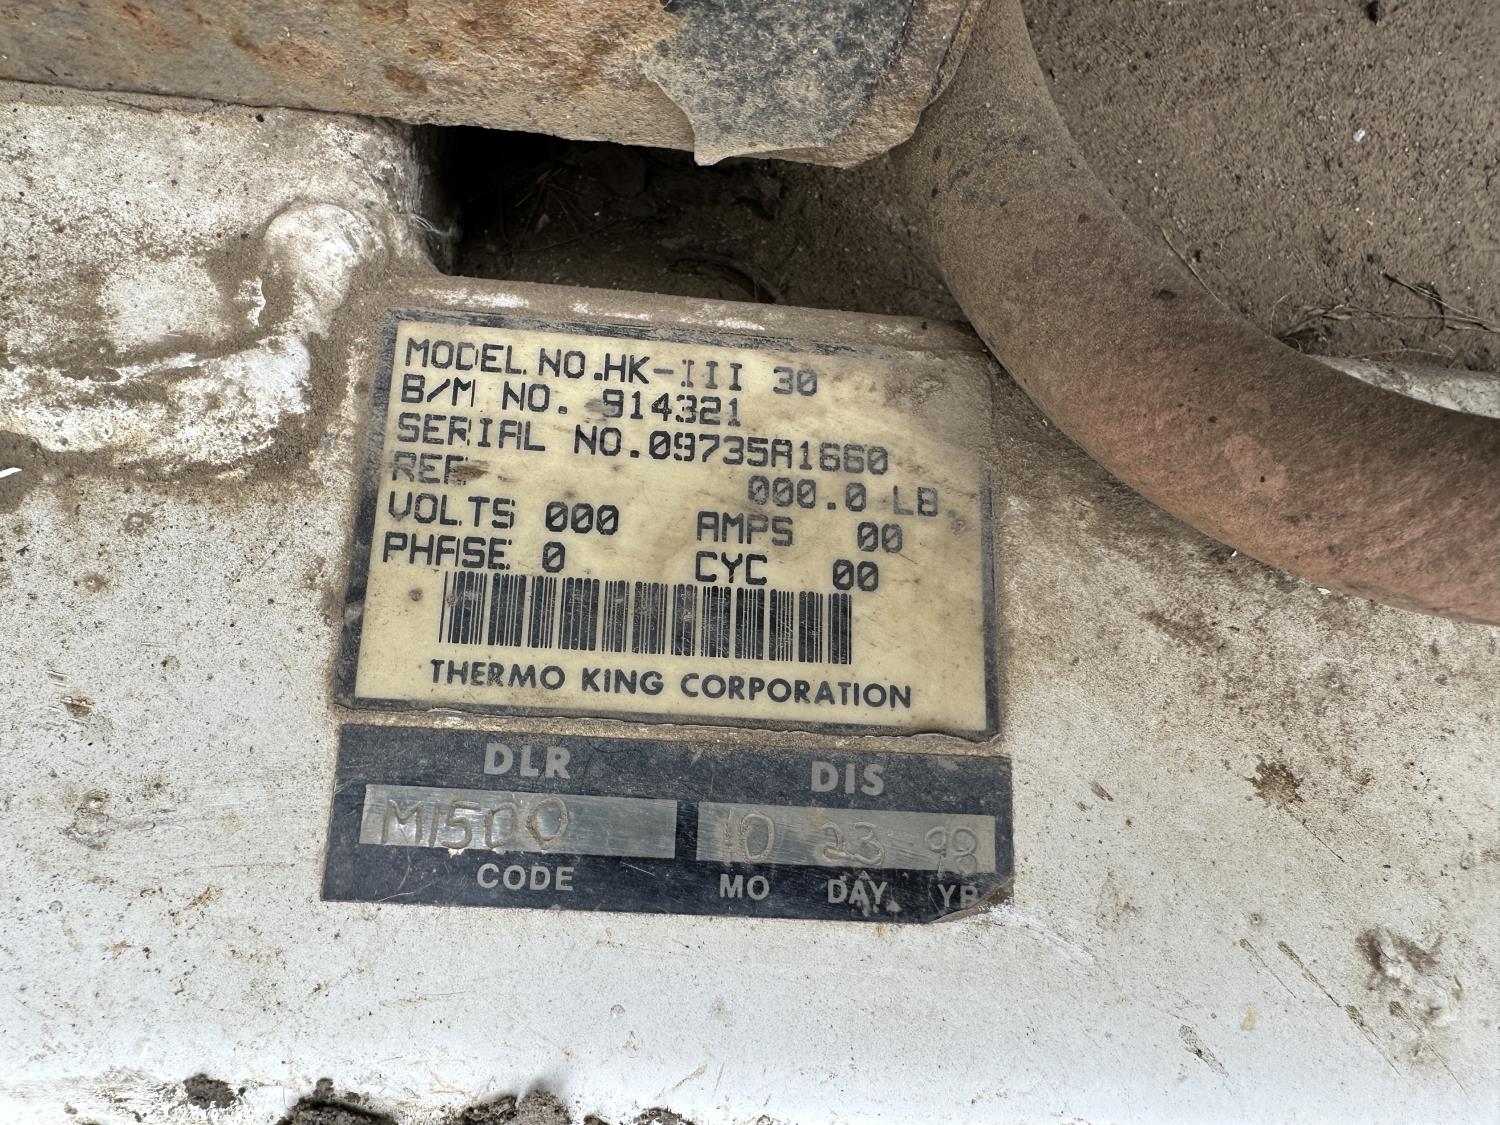 MODEL NO.HK-III 30
B/M NO. 914321
SERIAL NO.09735A1660
REF 000.0 LB.
VOLTS 000 AMPS 00
PHASE 0 CYC 00
THERMO KING CORPORATION
DLR DIS
M1500 10 23 98
CODE MO DAY YR